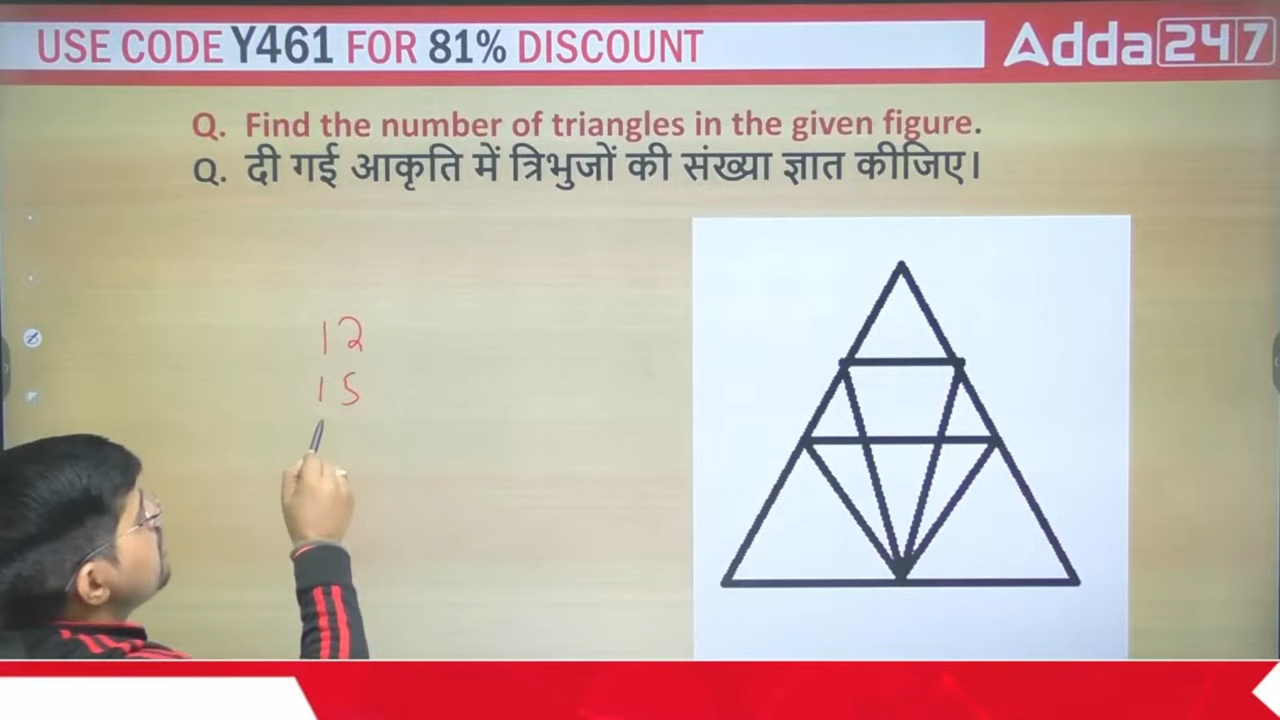 USE CODE Y461 FOR 81% DISCOUNT
Adda247
Q. Find the number of triangles in the given figure.
Q. दी गई आकृति में त्रिभुजों की संख्या ज्ञात कीजिए।
12
15